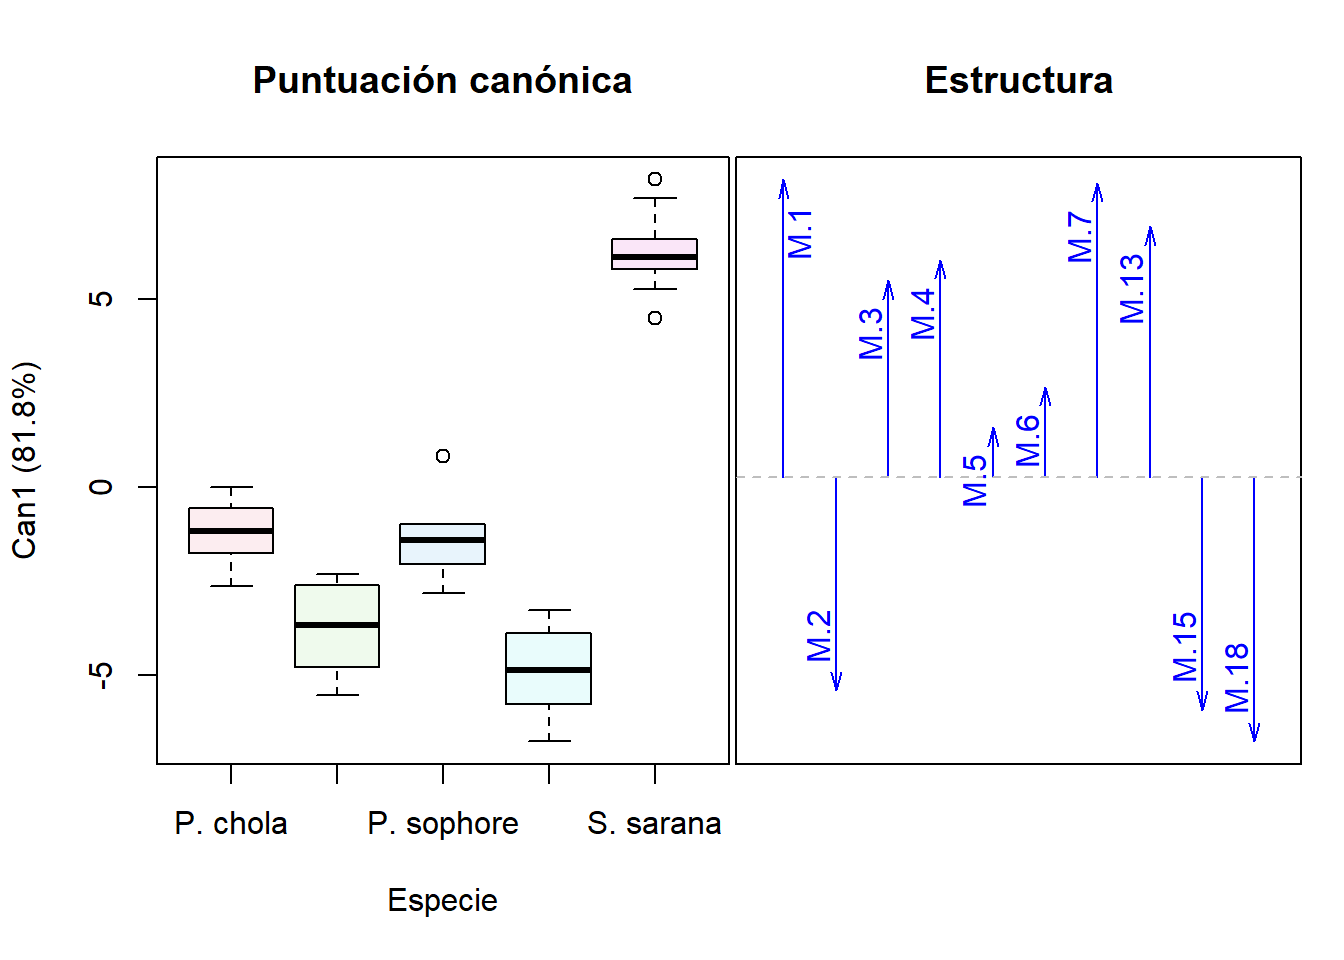 Puntuación canónica
Estructura
Can1 (81.8%)
5
0
-5
P. chola
P. sophore
S. sarana
Especie
M.1
M.2
M.3
M.4
M.5
M.6
M.7
M.13
M.15
M.18